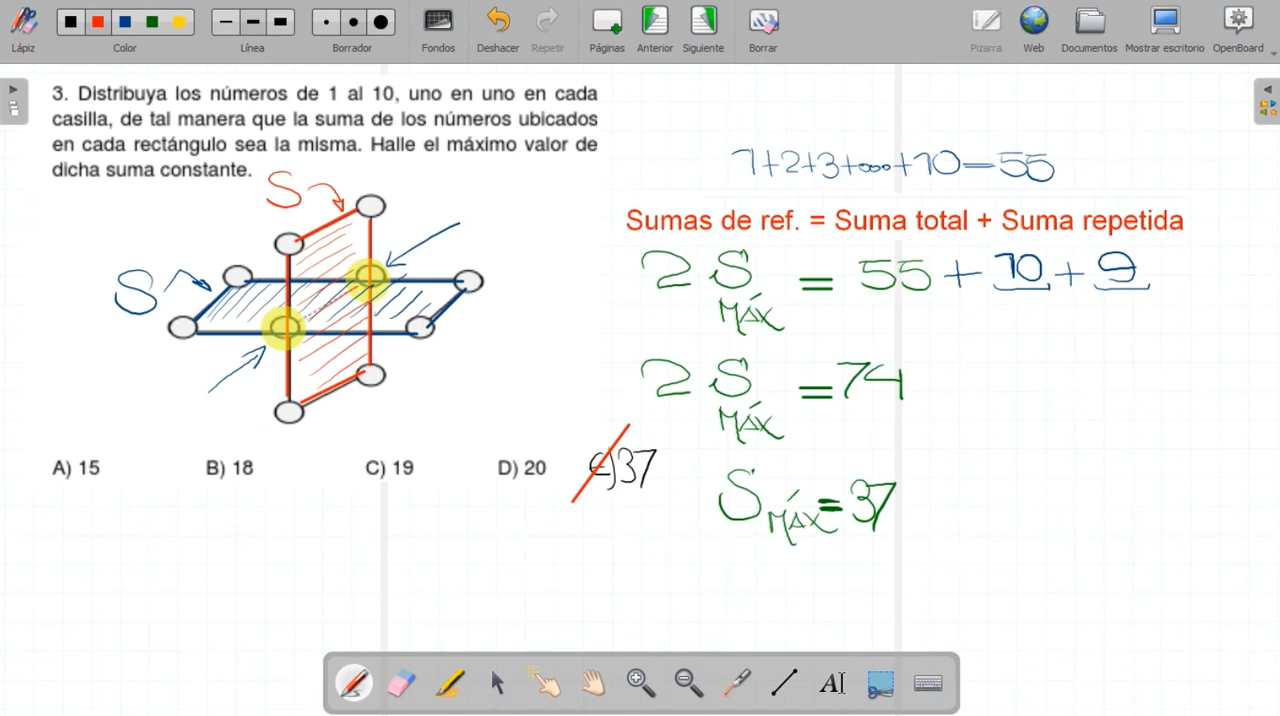 Lápiz
Color
Línea
Borrador
Fondos
Deshacer
Repetir
Páginas
Anterior
Siguiente
Borrar
Pizarra
Web
Documentos
Mostrar escritorio
OpenBoard
3. Distribuya los números de 1 al 10, uno en uno en cada
casilla, de tal manera que la suma de los números ubicados
en cada rectángulo sea la misma. Halle el máximo valor de
dicha suma constante.
S
S
A) 15 B) 18 C) 19 D) 20 E) 37
1+2+3+...+10=55
Sumas de ref. = Suma total + Suma repetida
2 S MÁX = 55 + 10 + 9
2 S MÁX = 74
S MÁX = 37
AI